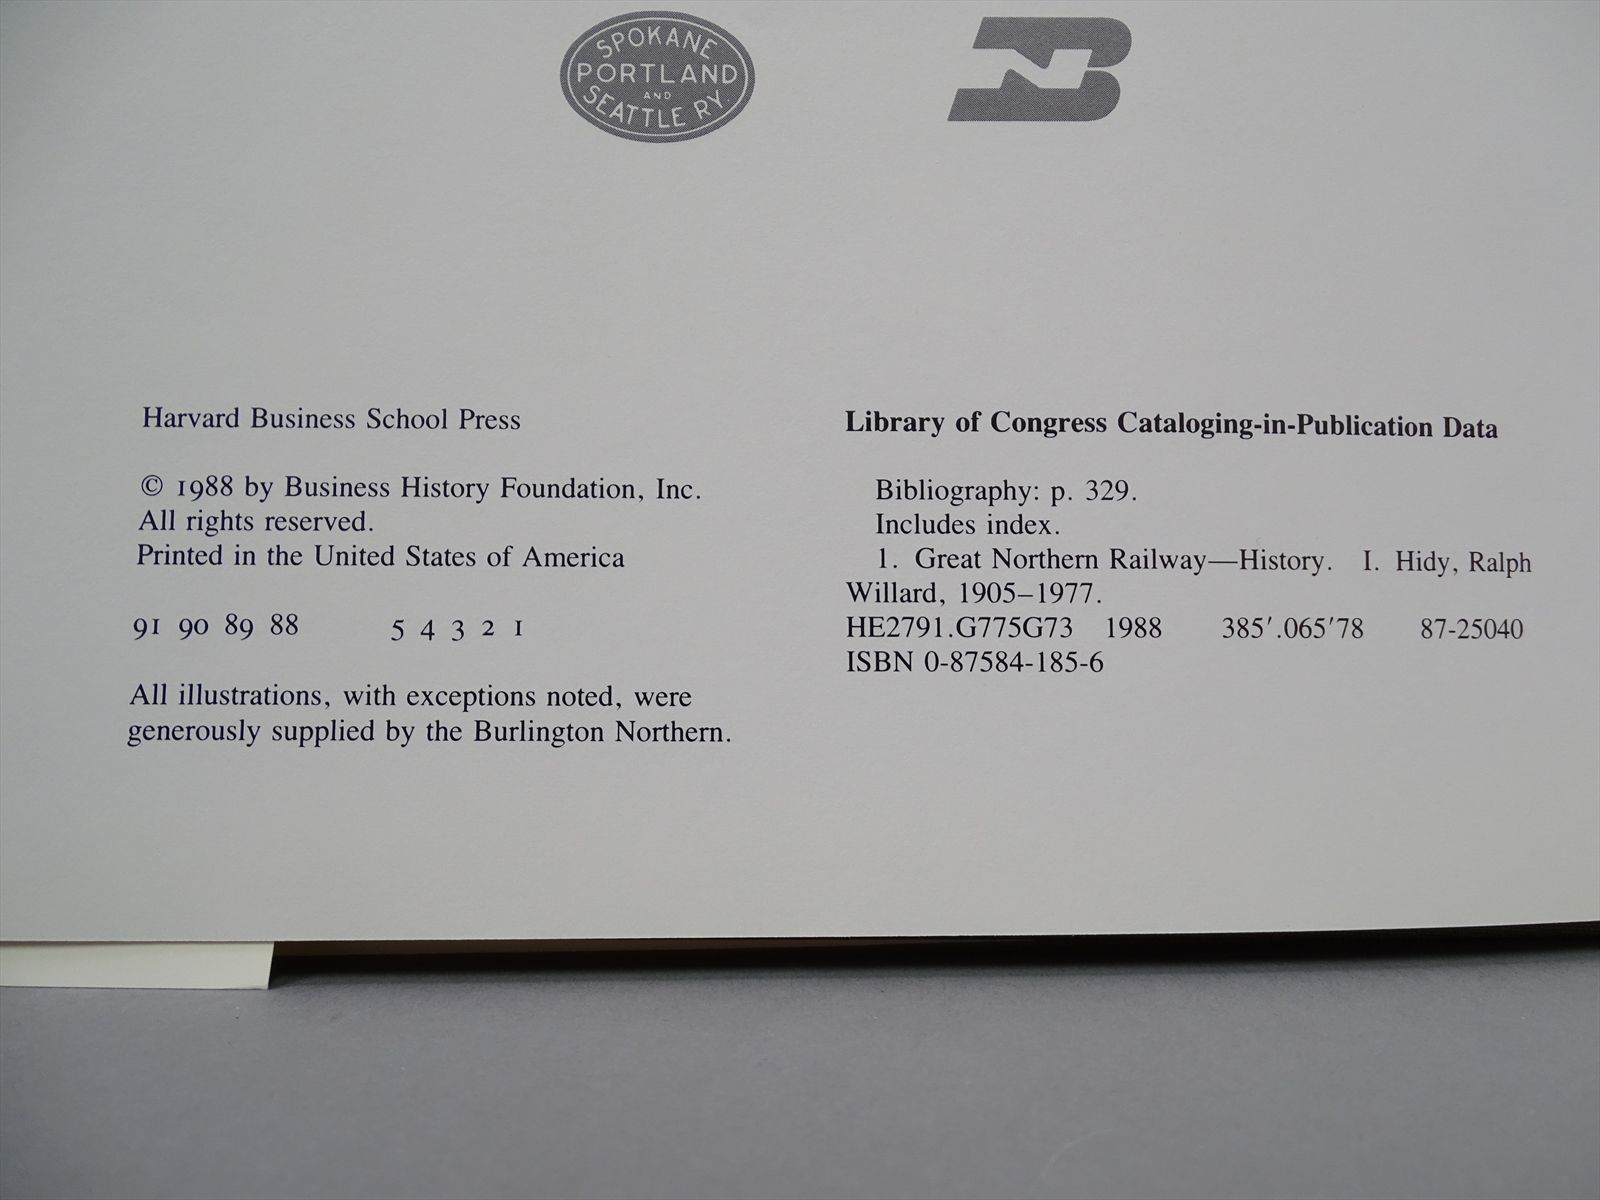 SPOKANE
PORTLAND
AND
SEATTLE RY.
BN
Harvard Business School Press
© 1988 by Business History Foundation, Inc.
All rights reserved.
Printed in the United States of America
91 90 89 88 5 4 3 2 1
All illustrations, with exceptions noted, were
generously supplied by the Burlington Northern.
Library of Congress Cataloging-in-Publication Data
Bibliography: p. 329.
Includes index.
1. Great Northern Railway—History. I. Hidy, Ralph
Willard, 1905–1977.
HE2791.G775G73 1988 385′.065′78 87-25040
ISBN 0-87584-185-6